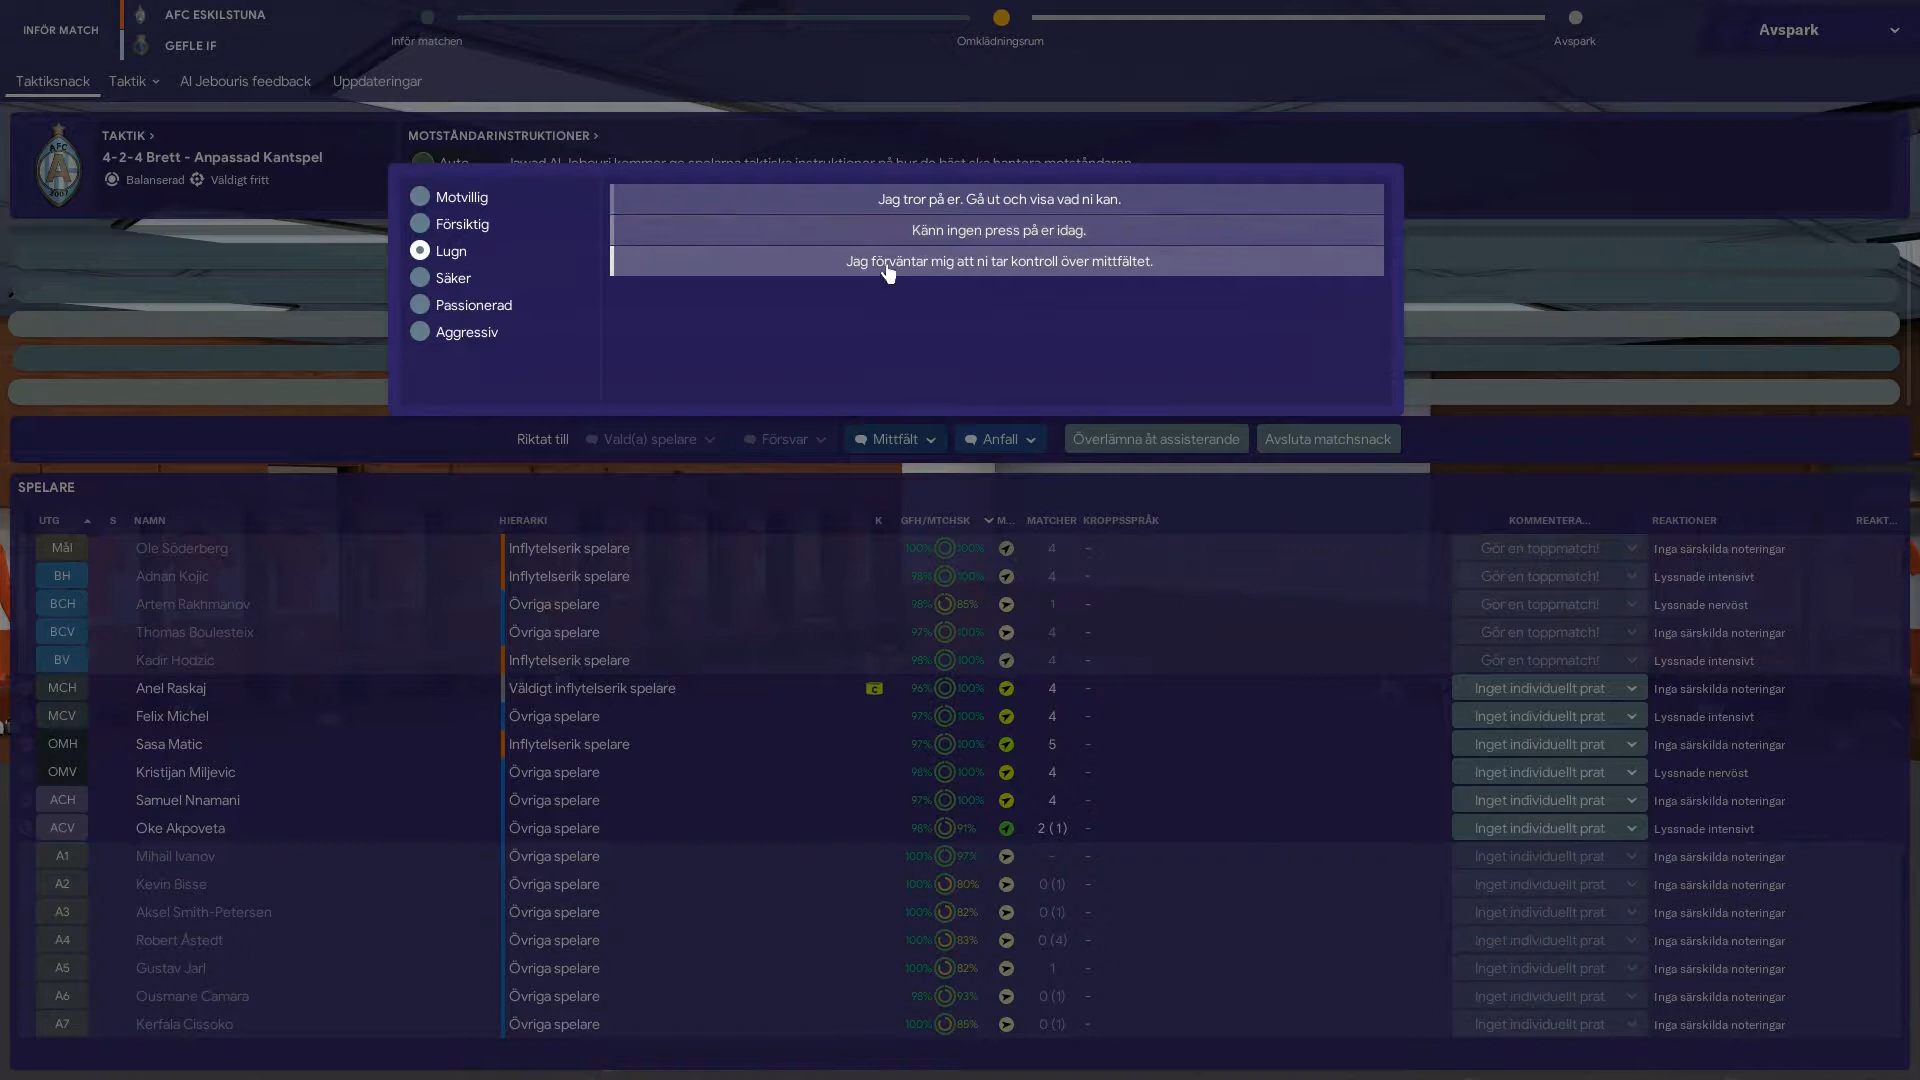 INFÖR MATCH
AFC ESKILSTUNA
GEFLE IF
Inför matchen
Omklädningsrum
Avspark
Avspark
Taktiksnack Taktik Al Jebouris feedback Uppdateringar
TAKTIK >
4-2-4 Brett - Anpassad Kantspel
Balanserad Väldigt fritt
MOTSTÅNDARINSTRUKTIONER >
Auto Jawad Al Jebouri kommer ge spelarna taktiska instruktioner på hur de bäst ska hantera motståndaren
Motvillig
Försiktig
Lugn
Säker
Passionerad
Aggressiv
Jag tror på er. Gå ut och visa vad ni kan.
Känn ingen press på er idag.
Jag förväntar mig att ni tar kontroll över mittfältet.
Riktat till Vald(a) spelare Försvar Mittfält Anfall Överlämna åt assisterande Avsluta matchsnack
SPELARE
UTG S NAMN HIERARKI K GFH/MTCHSK M... MATCHER KROPPSSPRÅK KOMMENTERA... REAKTIONER REAKT...
Mål Ole Söderberg Inflytelserik spelare 100% 100% 4 - Gör en toppmatch! Inga särskilda noteringar
BH Adnan Kojic Inflytelserik spelare 98% 100% 4 - Gör en toppmatch! Lyssnade intensivt
BCH Artem Rakhmanov Övriga spelare 98% 85% 1 - Gör en toppmatch! Lyssnade nervöst
BCV Thomas Boulesteix Övriga spelare 97% 100% 4 - Gör en toppmatch! Inga särskilda noteringar
BV Kadir Hodzic Inflytelserik spelare 98% 100% 4 - Gör en toppmatch! Lyssnade intensivt
MCH Anel Raskaj Väldigt inflytelserik spelare C 96% 100% 4 - Inget individuellt prat Inga särskilda noteringar
MCV Felix Michel Övriga spelare 97% 100% 4 - Inget individuellt prat Lyssnade intensivt
OMH Sasa Matic Inflytelserik spelare 97% 100% 5 - Inget individuellt prat Inga särskilda noteringar
OMV Kristijan Miljevic Övriga spelare 98% 100% 4 - Inget individuellt prat Lyssnade nervöst
ACH Samuel Nnamani Övriga spelare 97% 100% 4 - Inget individuellt prat Inga särskilda noteringar
ACV Oke Akpoveta Övriga spelare 98% 91% 2 (1) - Inget individuellt prat Lyssnade intensivt
A1 Mihail Ivanov Övriga spelare 100% 97% - - Inget individuellt prat Inga särskilda noteringar
A2 Kevin Bisse Övriga spelare 100% 80% 0 (1) - Inget individuellt prat Inga särskilda noteringar
A3 Aksel Smith-Petersen Övriga spelare 100% 82% 0 (1) - Inget individuellt prat Inga särskilda noteringar
A4 Robert Åstedt Övriga spelare 100% 83% 0 (4) - Inget individuellt prat Inga särskilda noteringar
A5 Gustav Jarl Övriga spelare 100% 82% 1 - Inget individuellt prat Inga särskilda noteringar
A6 Ousmane Camara Övriga spelare 98% 93% 0 (1) - Inget individuellt prat Inga särskilda noteringar
A7 Kerfala Cissoko Övriga spelare 100% 85% 0 (1) - Inget individuellt prat Inga särskilda noteringar